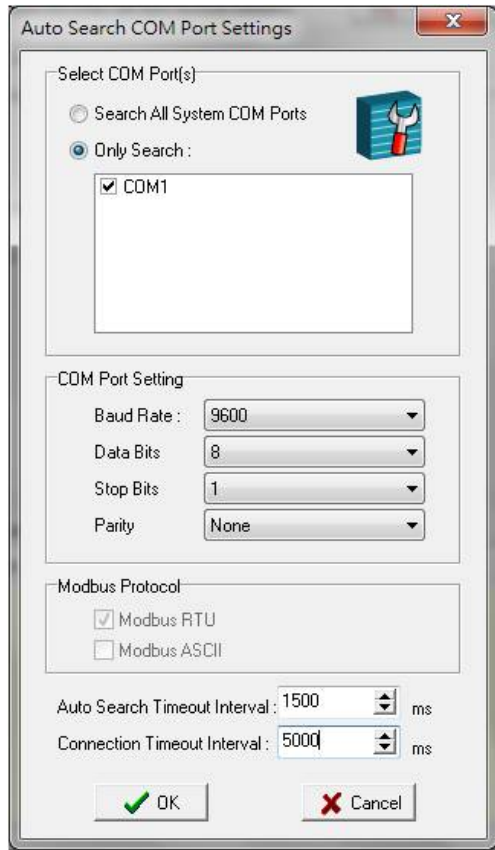 Auto Search COM Port Settings
Select COM Port(s)
Search All System COM Ports
Only Search :
COM1
COM Port Setting
Baud Rate : 9600
Data Bits 8
Stop Bits 1
Parity None
Modbus Protocol
Modbus RTU
Modbus ASCII
Auto Search Timeout Interval : 1500 ms
Connection Timeout Interval : 5000 ms
OK Cancel